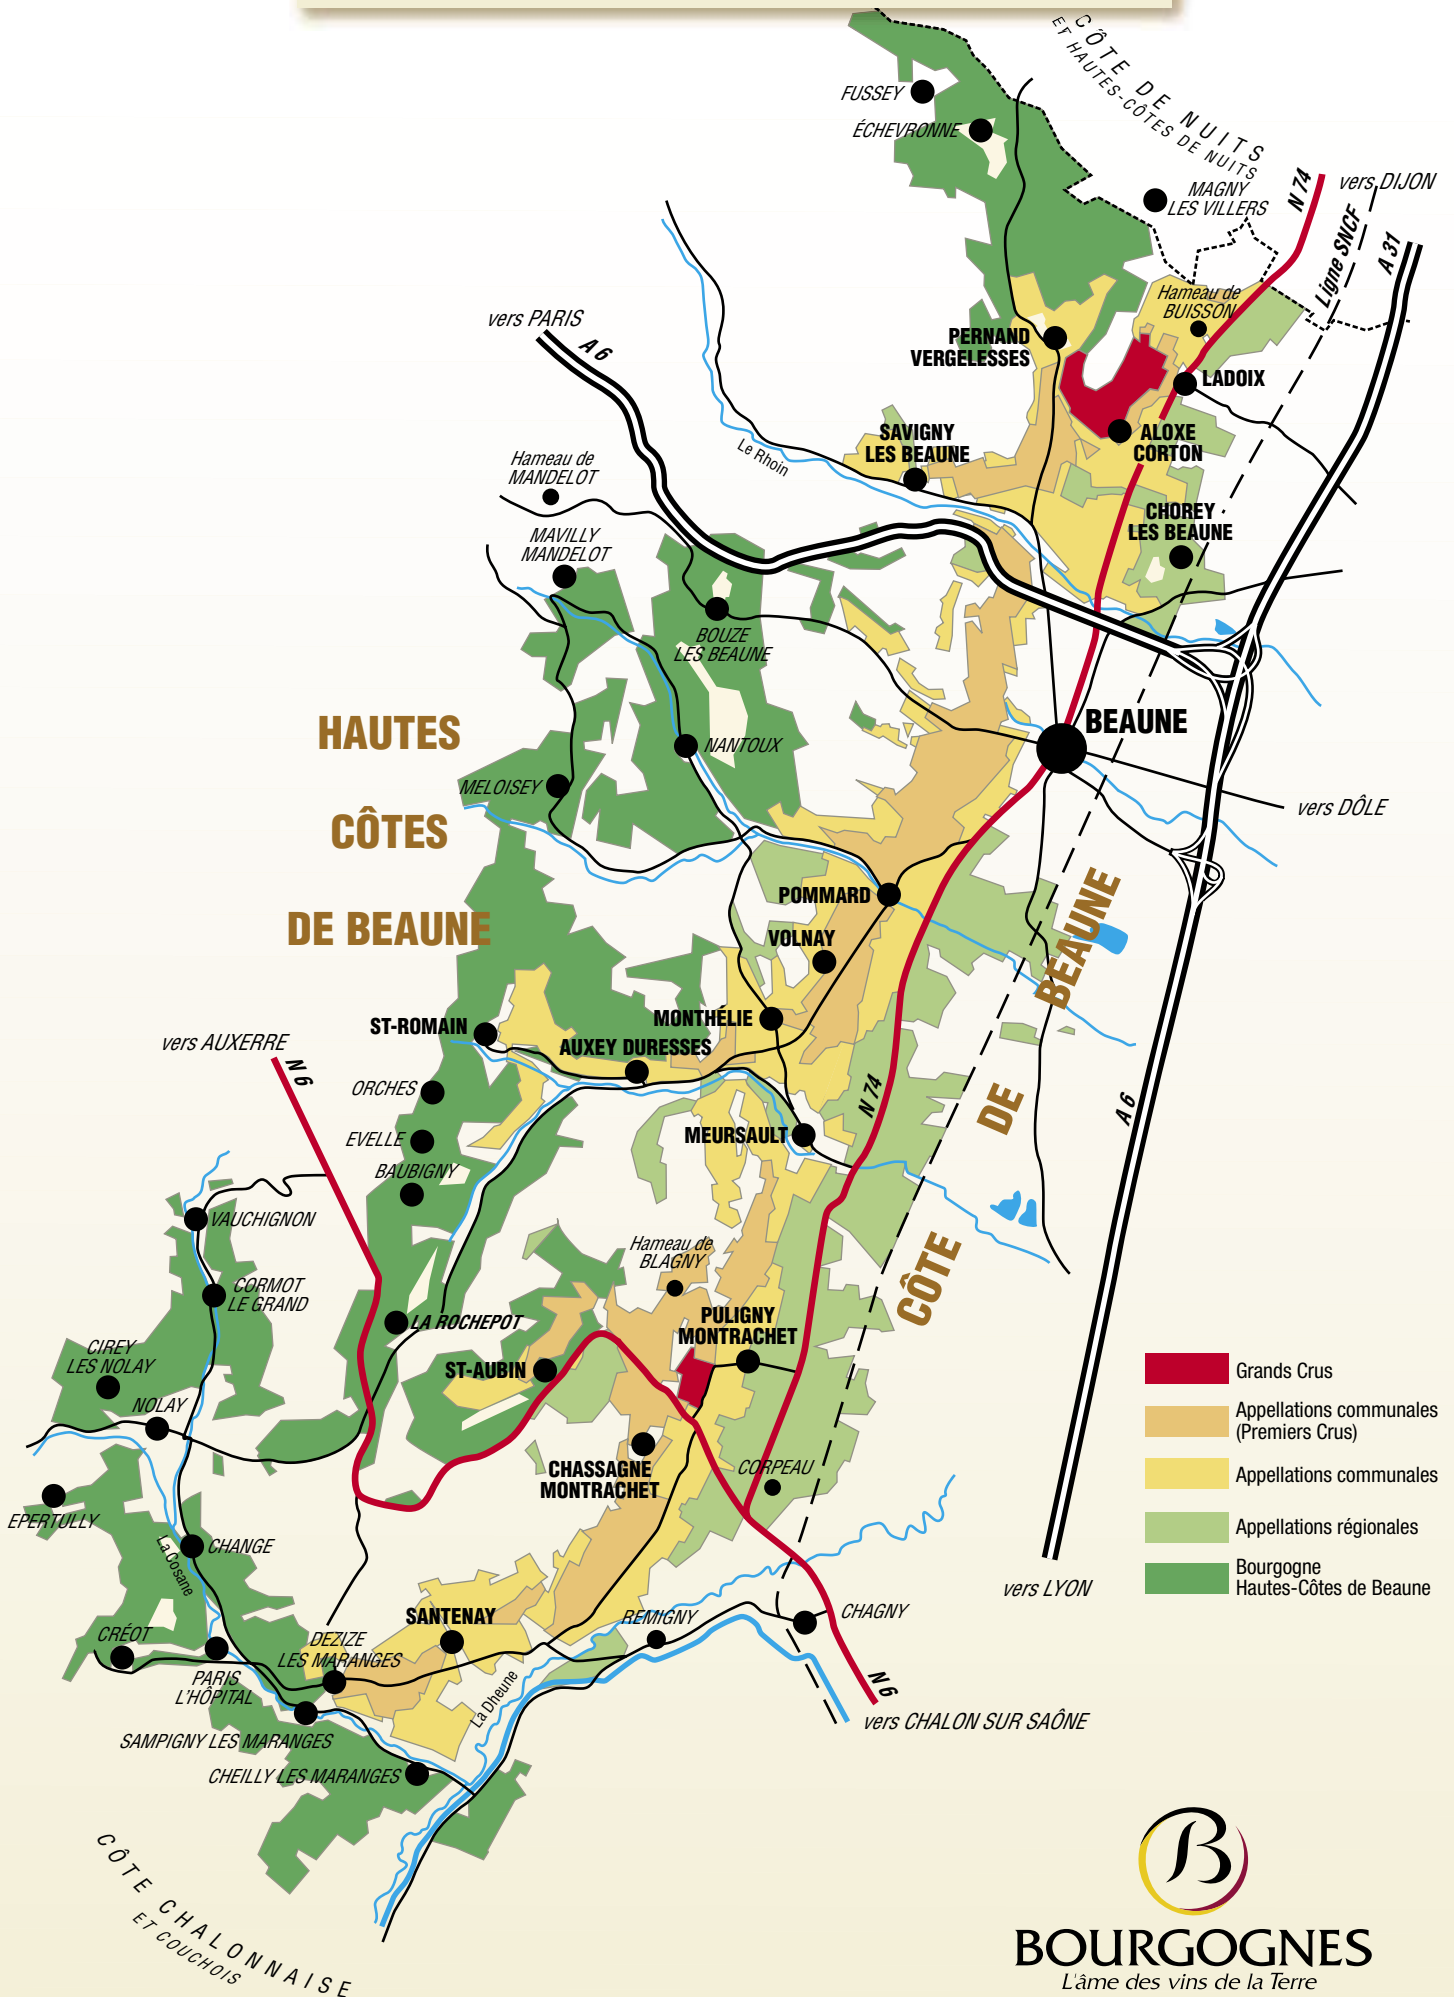 CÔTE DE NUITS
ET HAUTES-CÔTES DE NUITS
FUSSEY
ÉCHEVRONNE
MAGNY
LES VILLERS
N 74
vers DIJON
Ligne SNCF
A 31
Hameau de
BUISSON
vers PARIS
A 6
PERNAND
VERGELESSES
LADOIX
SAVIGNY
LES BEAUNE
ALOXE
CORTON
Le Rhoin
Hameau de
MANDELOT
CHOREY
LES BEAUNE
MAVILLY
MANDELOT
BOUZE
LES BEAUNE
HAUTES
CÔTES
DE BEAUNE
BEAUNE
NANTOUX
MELOISEY
vers DÔLE
POMMARD
VOLNAY
CÔTE
DE
BEAUNE
ST-ROMAIN
MONTHÉLIE
AUXEY DURESSES
vers AUXERRE
N 6
ORCHES
N 74
A 6
EVELLE
MEURSAULT
BAUBIGNY
VAUCHIGNON
Hameau de
BLAGNY
CORMOT
LE GRAND
LA ROCHEPOT
PULIGNY
MONTRACHET
CIREY
LES NOLAY
ST-AUBIN
NOLAY
CHASSAGNE
MONTRACHET
CORPEAU
EPERTULLY
CHANGE
La Cosane
Grands Crus
Appellations communales
(Premiers Crus)
Appellations communales
Appellations régionales
Bourgogne
Hautes-Côtes de Beaune
vers LYON
SANTENAY
REMIGNY
CHAGNY
CRÉOT
DEZIZE
LES MARANGES
PARIS
L'HÔPITAL
La Dheune
N 6
vers CHALON SUR SAÔNE
SAMPIGNY LES MARANGES
CHEILLY LES MARANGES
CÔTE CHALONNAISE
ET COUCHOIS
B
BOURGOGNES
L'âme des vins de la Terre